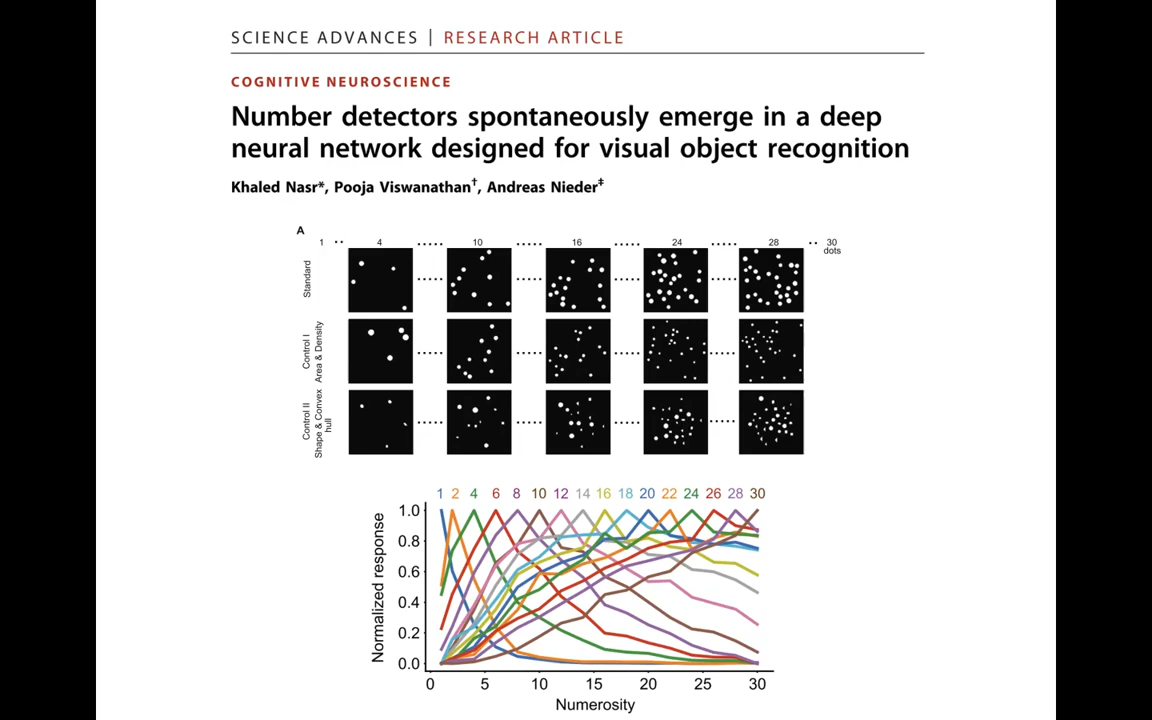 SCIENCE ADVANCES | RESEARCH ARTICLE
COGNITIVE NEUROSCIENCE
Number detectors spontaneously emerge in a deep
neural network designed for visual object recognition
Khaled Nasr*, Pooja Viswanathan†, Andreas Nieder‡
A
1 4 10 16 24 28 30
dots
Standard
Control I
Area & Density
Control II
Shape & Convex
hull
1 2 4 6 8 10 12 14 16 18 20 22 24 26 28 30
Normalized response
1.0
0.8
0.6
0.4
0.2
0.0
0 5 10 15 20 25 30
Numerosity